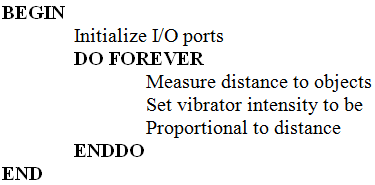 BEGIN
Initialize I/O ports
DO FOREVER
Measure distance to objects
Set vibrator intensity to be
Proportional to distance
ENDDO
END